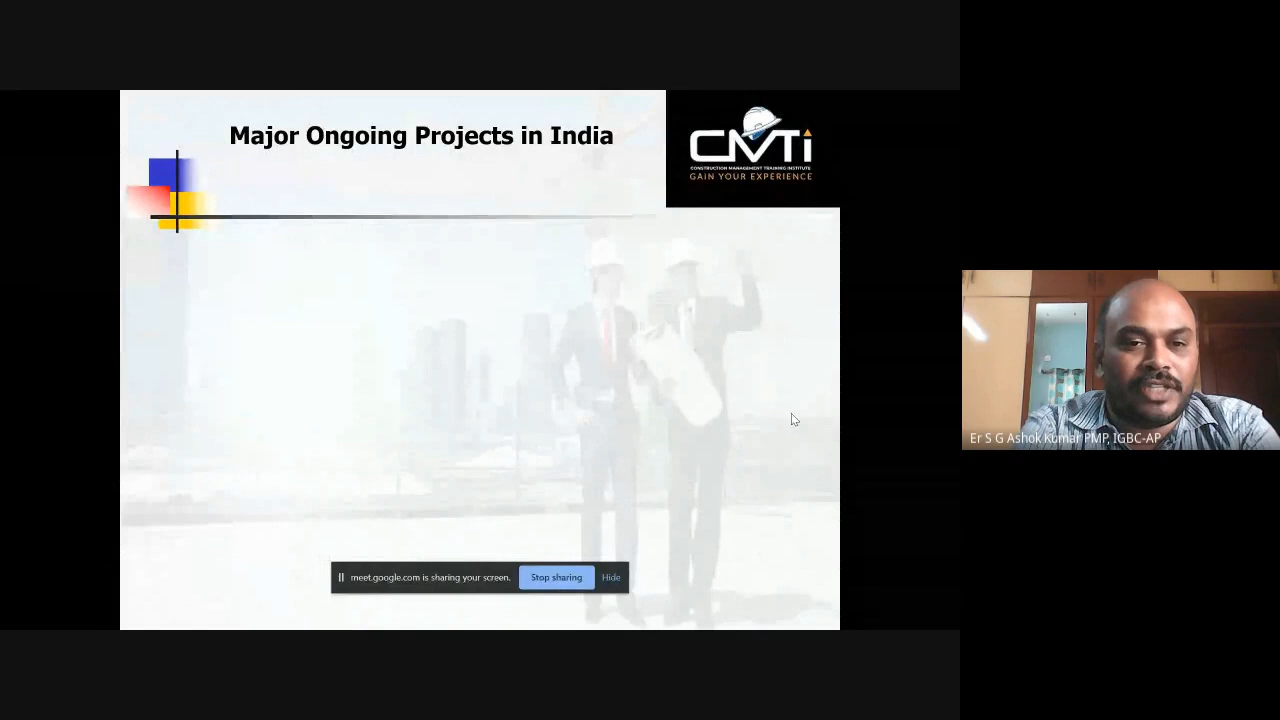 Major Ongoing Projects in India
CMTi
CONSTRUCTION MANAGEMENT TRAINING INSTITUTE
GAIN YOUR EXPERIENCE
meet.google.com is sharing your screen.
Stop sharing
Hide
Er S G Ashok Kumar PMP, IGBC-AP